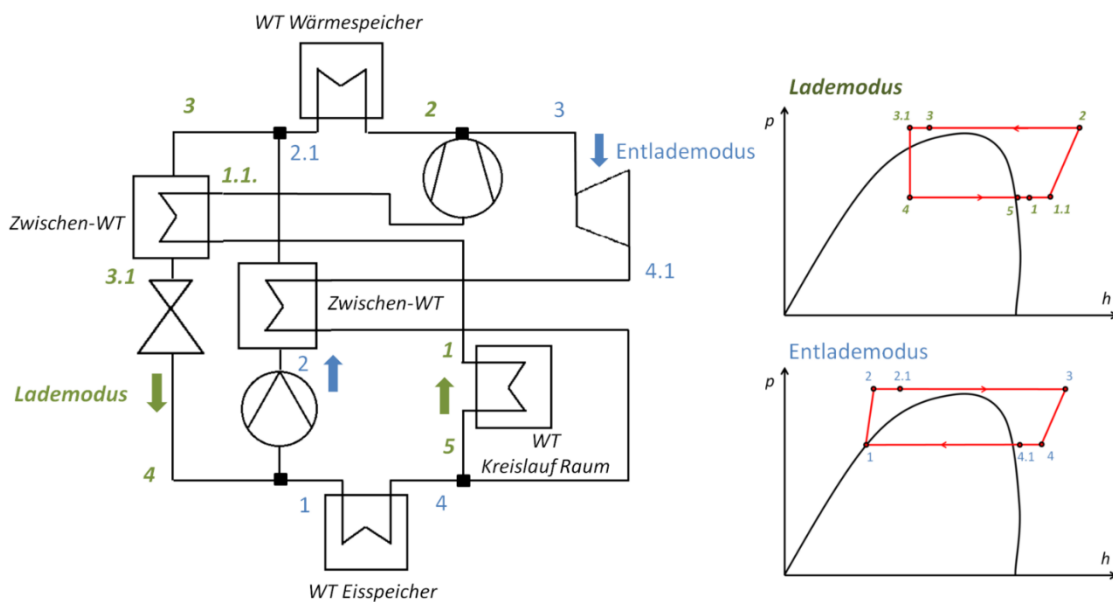 WT Wärmespeicher
3
2
3
2.1
Entlademodus
1.1.
Zwischen-WT
3.1
4.1
Zwischen-WT
2
1
Lademodus
5
WT
Kreislauf Raum
4
1
4
WT Eisspeicher
Lademodus
p
3.1
3
2
4
5
1
1.1
h
Entlademodus
p
2
2.1
3
1
4.1
4
h